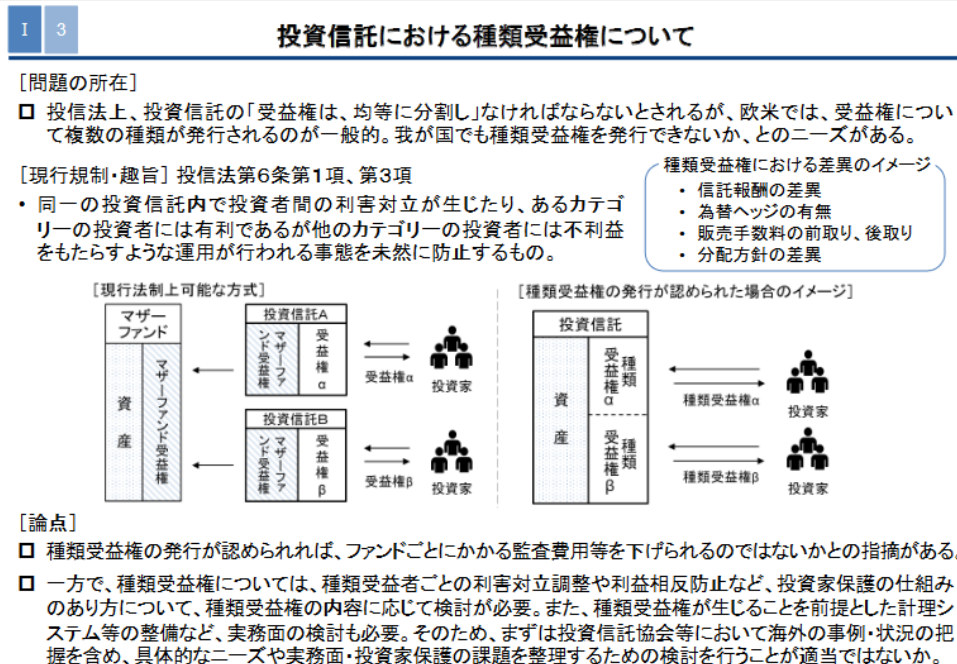 I 3
投資信託における種類受益権について
[問題の所在]
投信法上、投資信託の「受益権は、均等に分割し」なければならないとされるが、欧米では、受益権につい
て複数の種類が発行されるのが一般的。我が国でも種類受益権を発行できないか、とのニーズがある。
[現行規制・趣旨] 投信法第6条第1項、第3項
• 同一の投資信託内で投資者間の利害対立が生じたり、あるカテゴ
リーの投資者には有利であるが他のカテゴリーの投資者には不利益
をもたらすような運用が行われる事態を未然に防止するもの。
種類受益権における差異のイメージ
• 信託報酬の差異
• 為替ヘッジの有無
• 販売手数料の前取り、後取り
• 分配方針の差異
[現行法制上可能な方式]
マザー
ファンド
資産
マザーファンド受益権
投資信託A
マザーファ
ンド受益権
受益権α
受益権α
投資家
投資信託B
マザーファ
ンド受益権
受益権β
受益権β
投資家
[種類受益権の発行が認められた場合のイメージ]
投資信託
資産
種類
受益権α
種類
受益権β
種類受益権α
投資家
種類受益権β
投資家
[論点]
種類受益権の発行が認められれば、ファンドごとにかかる監査費用等を下げられるのではないかとの指摘がある。
一方で、種類受益権については、種類受益者ごとの利害対立調整や利益相反防止など、投資家保護の仕組み
のあり方について、種類受益権の内容に応じて検討が必要。また、種類受益権が生じることを前提とした計理シ
ステム等の整備など、実務面の検討も必要。そのため、まずは投資信託協会等において海外の事例・状況の把
握を含め、具体的なニーズや実務面・投資家保護の課題を整理するための検討を行うことが適当ではないか。